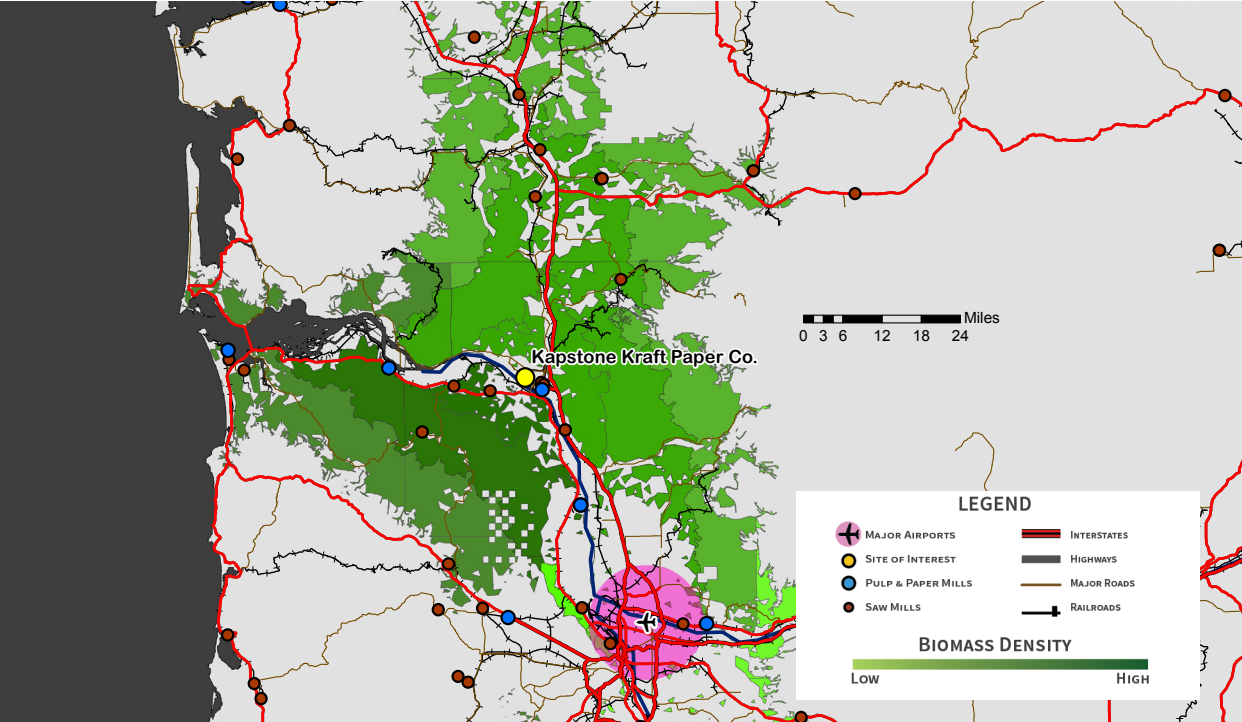 Kapstone Kraft Paper Co.
Miles
0 3 6 12 18 24
LEGEND
MAJOR AIRPORTS
SITE OF INTEREST
PULP & PAPER MILLS
SAW MILLS
INTERSTATES
HIGHWAYS
MAJOR ROADS
RAILROADS
BIOMASS DENSITY
LOW HIGH